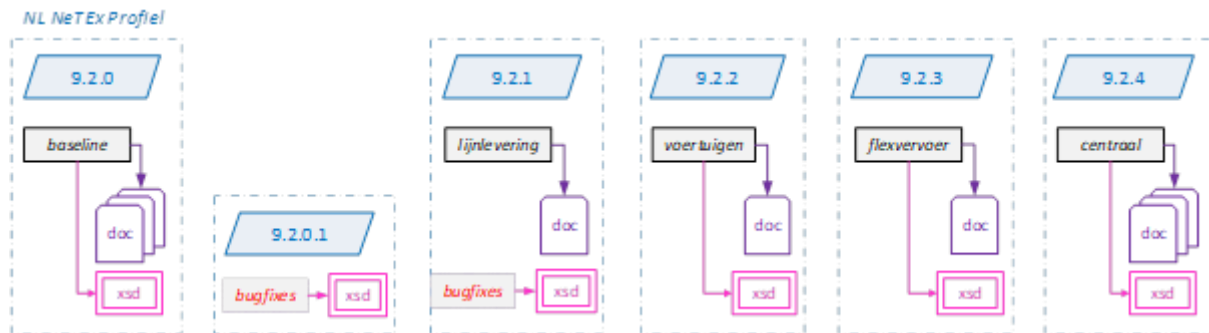 NL NeTEx Profiel
9.2.0
baseline
doc
xsd
9.2.0.1
bugfixes
xsd
9.2.1
lijnlevering
doc
bugfixes
xsd
9.2.2
voertuigen
doc
xsd
9.2.3
flexvervoer
doc
xsd
9.2.4
centraal
doc
xsd